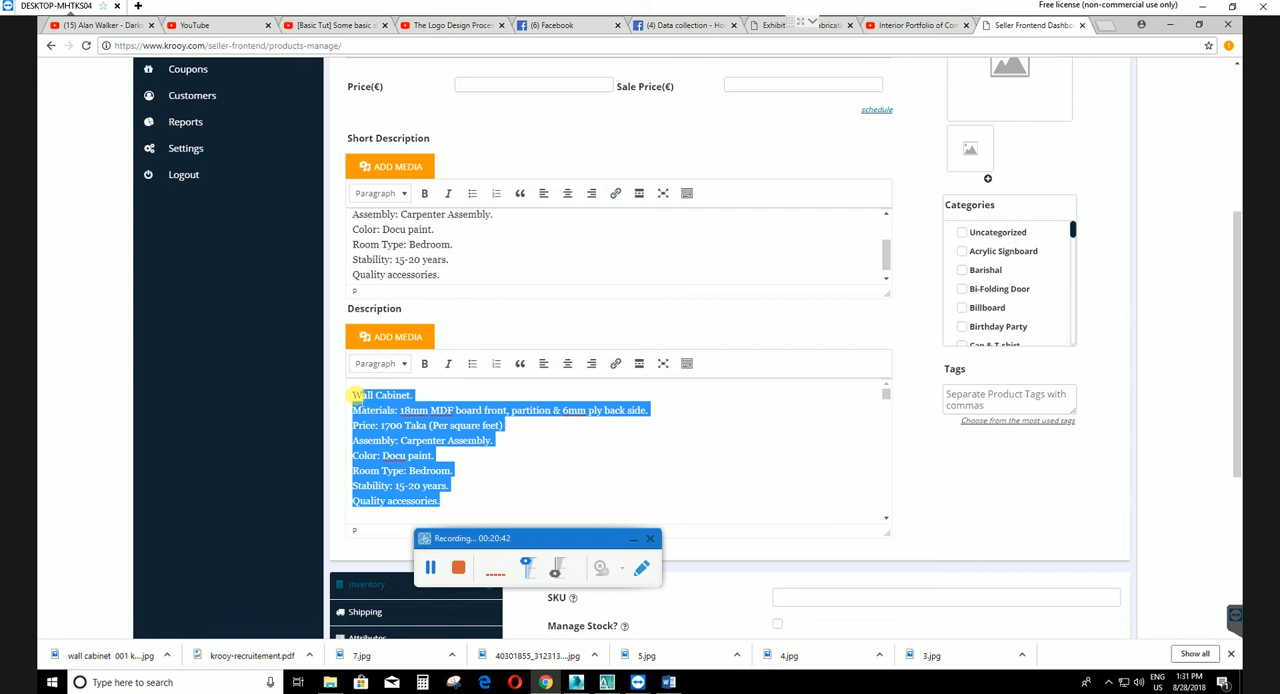 DESKTOP-MHTKS04
Free license (non-commercial use only)
(15) Alan Walker - Dark
YouTube
[Basic Tut] Some basic s
The Logo Design Proces
(6) Facebook
(4) Data collection - Ho
Exhibit
abricat
Interior Portfolio of Con
Seller Frontend Dashbo
https://www.krooy.com/seller-frontend/products-manage/
Coupons
Customers
Reports
Settings
Logout
Price(€)
Sale Price(€)
schedule
Short Description
ADD MEDIA
Paragraph
Assembly: Carpenter Assembly.
Color: Docu paint.
Room Type: Bedroom.
Stability: 15-20 years.
Quality accessories.
P
Description
ADD MEDIA
Paragraph
Wall Cabinet.
Materials: 18mm MDF board front, partition & 6mm ply back side.
Price: 1700 Taka (Per square feet)
Assembly: Carpenter Assembly.
Color: Docu paint.
Room Type: Bedroom.
Stability: 15-20 years.
Quality accessories.
P
Categories
Uncategorized
Acrylic Signboard
Barishal
Bi-Folding Door
Billboard
Birthday Party
Cap & T-shirt
Tags
Separate Product Tags with
commas
Choose from the most used tags
Recording... 00:20:42
Inventory
Shipping
Attributes
SKU
Manage Stock?
wall cabinet 001 k....jpg
krooy-recruitement.pdf
7.jpg
40301855_312313....jpg
5.jpg
4.jpg
3.jpg
Show all
Type here to search
ENG
US
1:31 PM
8/28/2018